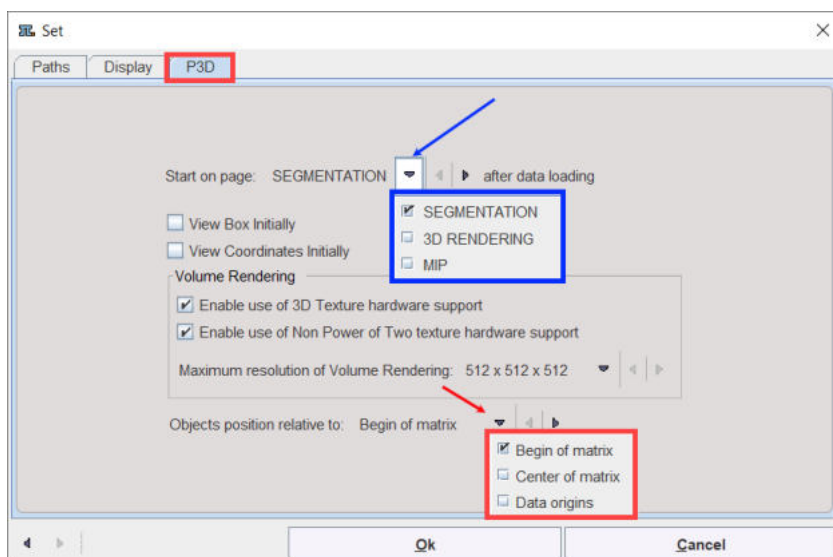 Set
Paths Display P3D
Start on page: SEGMENTATION after data loading
SEGMENTATION
3D RENDERING
MIP
View Box Initially
View Coordinates Initially
Volume Rendering
Enable use of 3D Texture hardware support
Enable use of Non Power of Two texture hardware support
Maximum resolution of Volume Rendering: 512 x 512 x 512
Objects position relative to: Begin of matrix
Begin of matrix
Center of matrix
Data origins
Ok Cancel